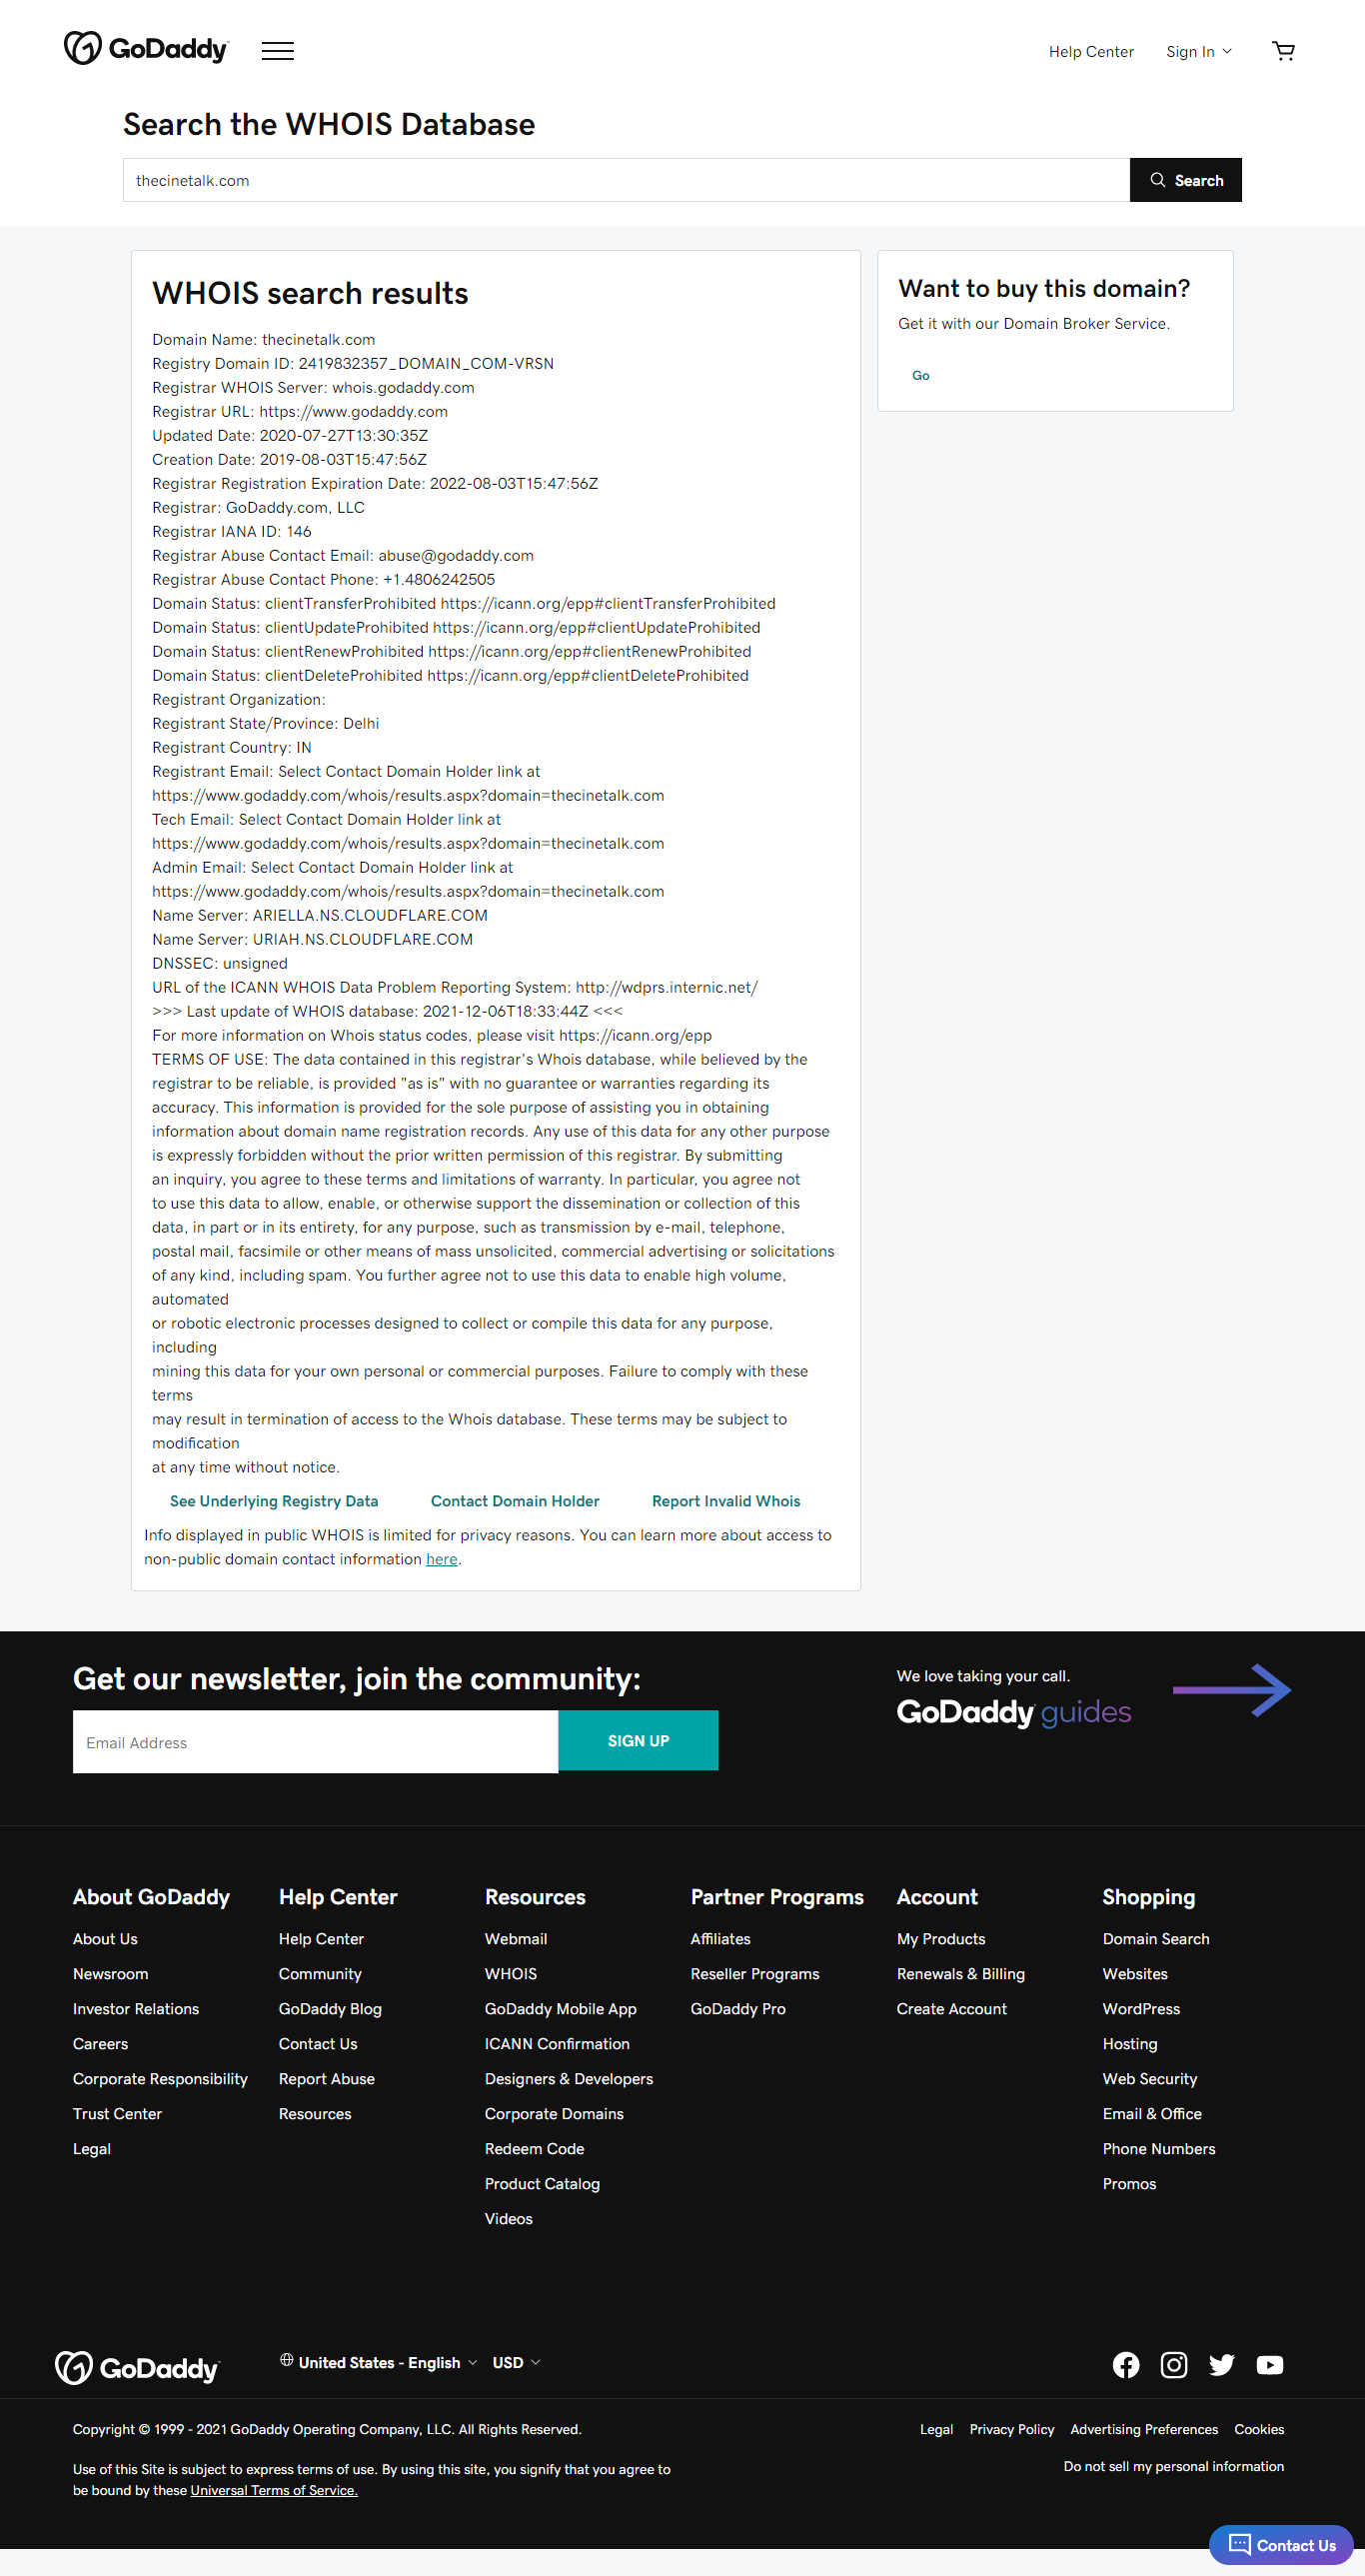 GoDaddy
Help Center Sign In
Search the WHOIS Database
thecinetalk.com Search
WHOIS search results
Domain Name: thecinetalk.com
Registry Domain ID: 2419832357_DOMAIN_COM-VRSN
Registrar WHOIS Server: whois.godaddy.com
Registrar URL: https://www.godaddy.com
Updated Date: 2020-07-27T13:30:35Z
Creation Date: 2019-08-03T15:47:56Z
Registrar Registration Expiration Date: 2022-08-03T15:47:56Z
Registrar: GoDaddy.com, LLC
Registrar IANA ID: 146
Registrar Abuse Contact Email: abuse@godaddy.com
Registrar Abuse Contact Phone: +1.4806242505
Domain Status: clientTransferProhibited https://icann.org/epp#clientTransferProhibited
Domain Status: clientUpdateProhibited https://icann.org/epp#clientUpdateProhibited
Domain Status: clientRenewProhibited https://icann.org/epp#clientRenewProhibited
Domain Status: clientDeleteProhibited https://icann.org/epp#clientDeleteProhibited
Registrant Organization:
Registrant State/Province: Delhi
Registrant Country: IN
Registrant Email: Select Contact Domain Holder link at
https://www.godaddy.com/whois/results.aspx?domain=thecinetalk.com
Tech Email: Select Contact Domain Holder link at
https://www.godaddy.com/whois/results.aspx?domain=thecinetalk.com
Admin Email: Select Contact Domain Holder link at
https://www.godaddy.com/whois/results.aspx?domain=thecinetalk.com
Name Server: ARIELLA.NS.CLOUDFLARE.COM
Name Server: URIAH.NS.CLOUDFLARE.COM
DNSSEC: unsigned
URL of the ICANN WHOIS Data Problem Reporting System: http://wdprs.internic.net/
>>> Last update of WHOIS database: 2021-12-06T18:33:44Z <<<
For more information on Whois status codes, please visit https://icann.org/epp
TERMS OF USE: The data contained in this registrar's Whois database, while believed by the
registrar to be reliable, is provided "as is" with no guarantee or warranties regarding its
accuracy. This information is provided for the sole purpose of assisting you in obtaining
information about domain name registration records. Any use of this data for any other purpose
is expressly forbidden without the prior written permission of this registrar. By submitting
an inquiry, you agree to these terms and limitations of warranty. In particular, you agree not
to use this data to allow, enable, or otherwise support the dissemination or collection of this
data, in part or in its entirety, for any purpose, such as transmission by e-mail, telephone,
postal mail, facsimile or other means of mass unsolicited, commercial advertising or solicitations
of any kind, including spam. You further agree not to use this data to enable high volume,
automated
or robotic electronic processes designed to collect or compile this data for any purpose,
including
mining this data for your own personal or commercial purposes. Failure to comply with these
terms
may result in termination of access to the Whois database. These terms may be subject to
modification
at any time without notice.
See Underlying Registry Data Contact Domain Holder Report Invalid Whois
Info displayed in public WHOIS is limited for privacy reasons. You can learn more about access to
non-public domain contact information here.
Want to buy this domain?
Get it with our Domain Broker Service.
Go
Get our newsletter, join the community:
Email Address SIGN UP
We love taking your call.
GoDaddy guides
About GoDaddy
About Us
Newsroom
Investor Relations
Careers
Corporate Responsibility
Trust Center
Legal
Help Center
Help Center
Community
GoDaddy Blog
Contact Us
Report Abuse
Resources
Resources
Webmail
WHOIS
GoDaddy Mobile App
ICANN Confirmation
Designers & Developers
Corporate Domains
Redeem Code
Product Catalog
Videos
Partner Programs
Affiliates
Reseller Programs
GoDaddy Pro
Account
My Products
Renewals & Billing
Create Account
Shopping
Domain Search
Websites
WordPress
Hosting
Web Security
Email & Office
Phone Numbers
Promos
GoDaddy United States - English USD
Copyright © 1999 - 2021 GoDaddy Operating Company, LLC. All Rights Reserved.
Legal Privacy Policy Advertising Preferences Cookies
Do not sell my personal information
Use of this Site is subject to express terms of use. By using this site, you signify that you agree to
be bound by these Universal Terms of Service.
Contact Us